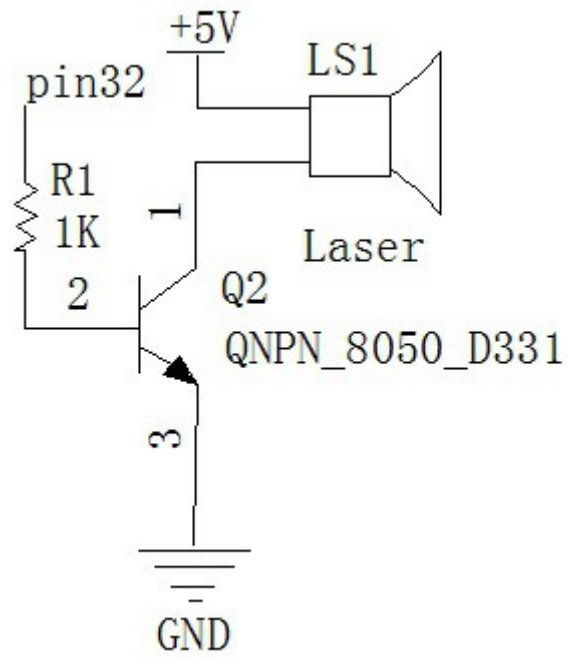 +5V
LS1
pin32
R1
1K
1
Laser
2
Q2
QNPN_8050_D331
3
GND